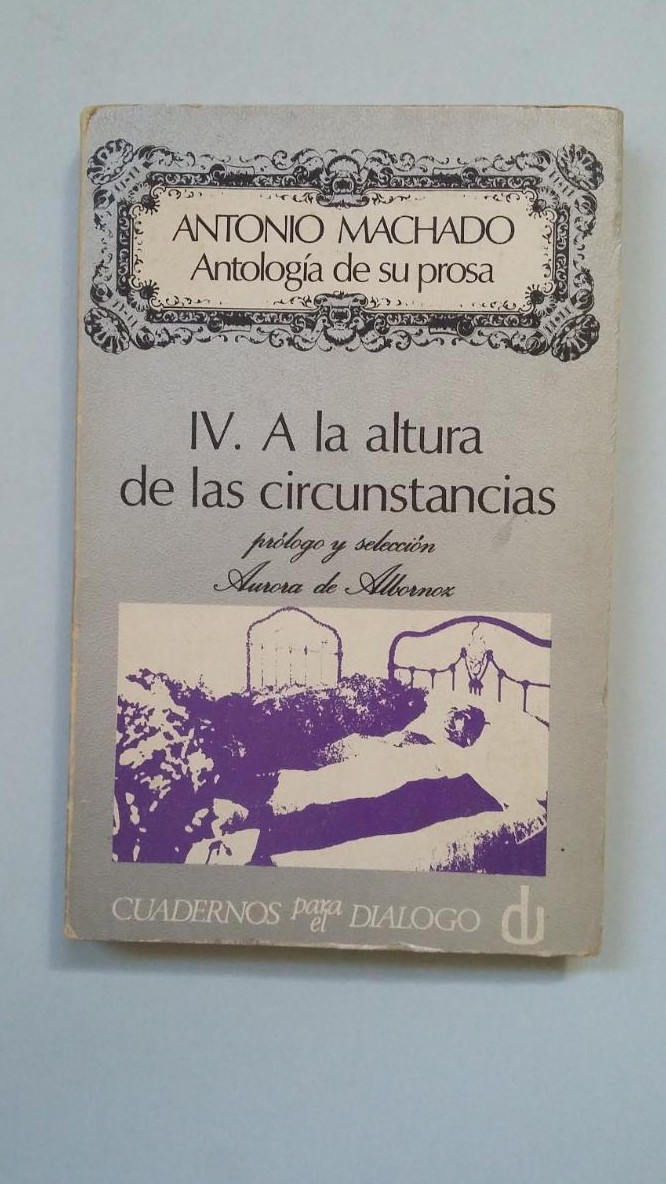 ANTONIO MACHADO
Antología de su prosa
IV. A la altura
de las circunstancias
prólogo y selección
Aurora de Albornoz
CUADERNOS para el DIALOGO du